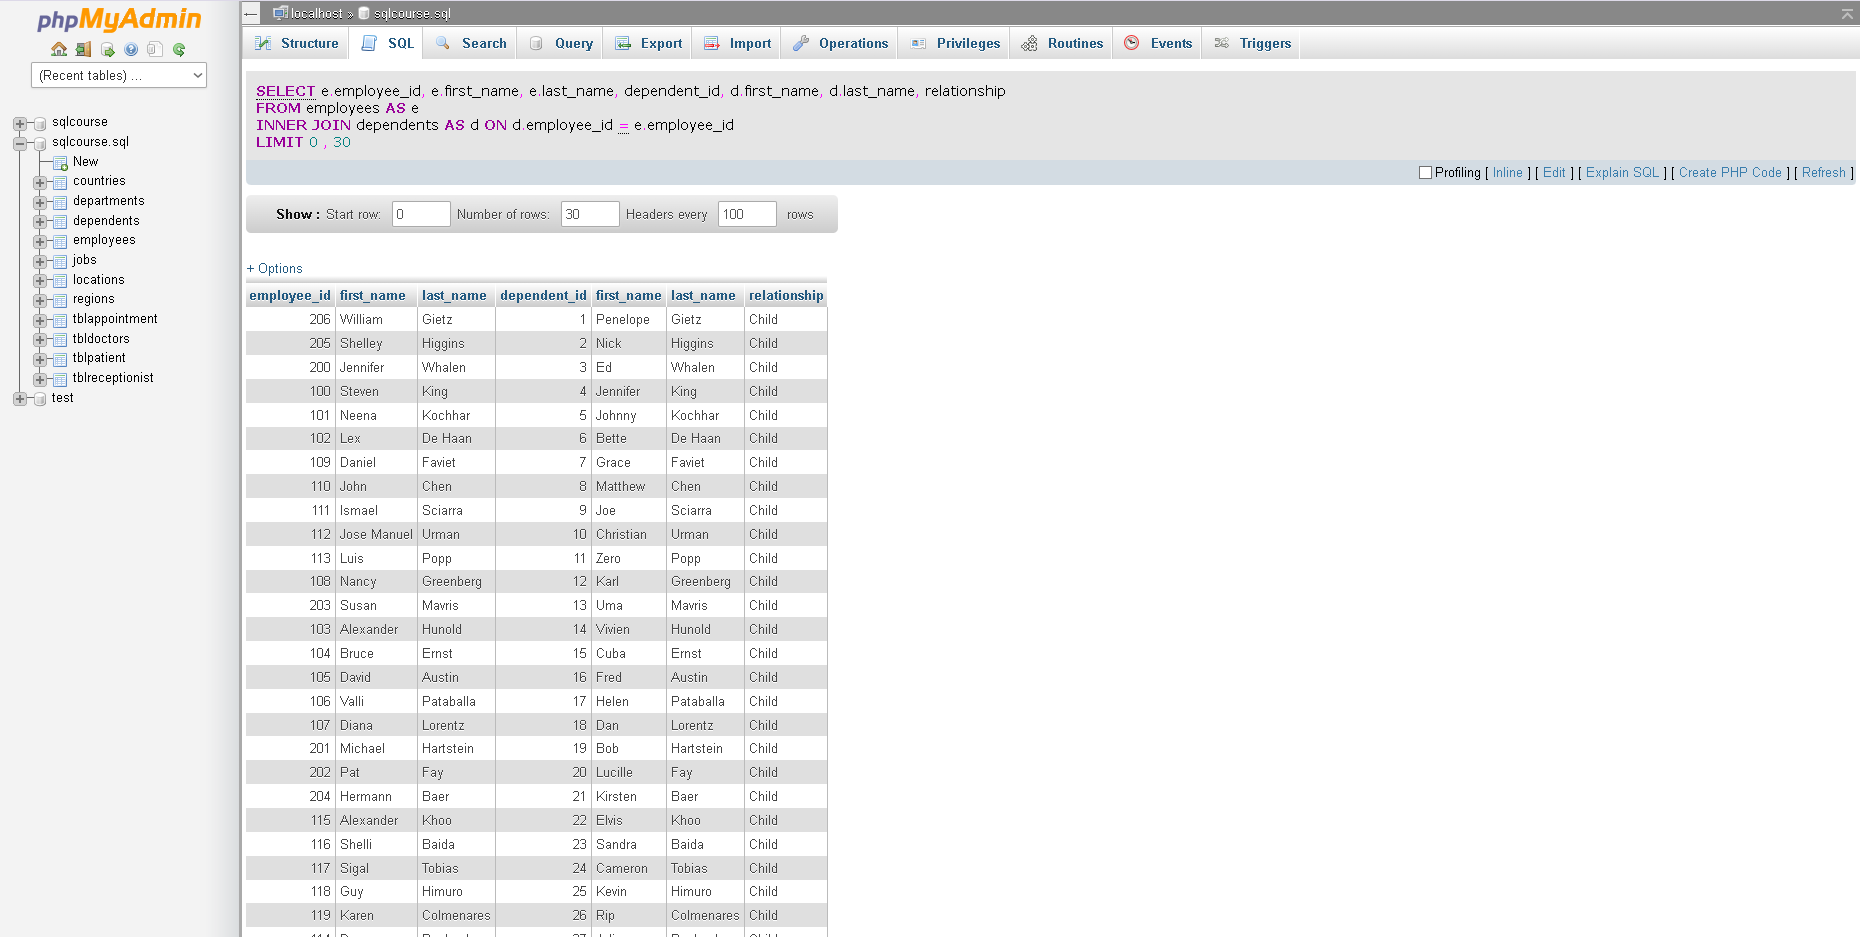 phpMyAdmin
(Recent tables) ...
sqlcourse
sqlcourse.sql
New
countries
departments
dependents
employees
jobs
locations
regions
tblappointment
tbldoctors
tblpatient
tblreceptionist
test
← localhost » sqlcourse.sql
Structure SQL Search Query Export Import Operations Privileges Routines Events Triggers
SELECT e.employee_id, e.first_name, e.last_name, dependent_id, d.first_name, d.last_name, relationship
FROM employees AS e
INNER JOIN dependents AS d ON d.employee_id = e.employee_id
LIMIT 0 , 30
Profiling [ Inline ] [ Edit ] [ Explain SQL ] [ Create PHP Code ] [ Refresh ]
Show : Start row: 0 Number of rows: 30 Headers every 100 rows
+ Options
employee_id first_name last_name dependent_id first_name last_name relationship
206 William Gietz 1 Penelope Gietz Child
205 Shelley Higgins 2 Nick Higgins Child
200 Jennifer Whalen 3 Ed Whalen Child
100 Steven King 4 Jennifer King Child
101 Neena Kochhar 5 Johnny Kochhar Child
102 Lex De Haan 6 Bette De Haan Child
109 Daniel Faviet 7 Grace Faviet Child
110 John Chen 8 Matthew Chen Child
111 Ismael Sciarra 9 Joe Sciarra Child
112 Jose Manuel Urman 10 Christian Urman Child
113 Luis Popp 11 Zero Popp Child
108 Nancy Greenberg 12 Karl Greenberg Child
203 Susan Mavris 13 Uma Mavris Child
103 Alexander Hunold 14 Vivien Hunold Child
104 Bruce Ernst 15 Cuba Ernst Child
105 David Austin 16 Fred Austin Child
106 Valli Pataballa 17 Helen Pataballa Child
107 Diana Lorentz 18 Dan Lorentz Child
201 Michael Hartstein 19 Bob Hartstein Child
202 Pat Fay 20 Lucille Fay Child
204 Hermann Baer 21 Kirsten Baer Child
115 Alexander Khoo 22 Elvis Khoo Child
116 Shelli Baida 23 Sandra Baida Child
117 Sigal Tobias 24 Cameron Tobias Child
118 Guy Himuro 25 Kevin Himuro Child
119 Karen Colmenares 26 Rip Colmenares Child